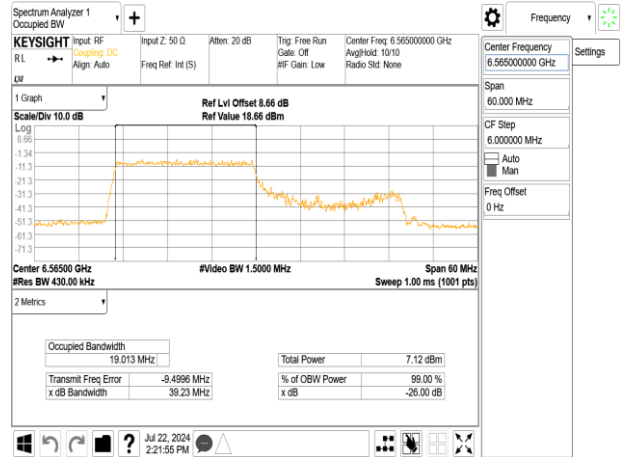 Spectrum Analyzer 1
Occupied BW
Frequency
KEYSIGHT
Input: RF
Coupling: DC
Align: Auto
Input Z: 50 Ω
Freq Ref: Int (S)
Atten: 20 dB
Trig: Free Run
Gate: Off
#IF Gain: Low
Center Freq: 6.565000000 GHz
Avg|Hold: 10/10
Radio Std: None
RL
LXI
Center Frequency
6.565000000 GHz
Settings
Span
60.000 MHz
CF Step
6.000000 MHz
Auto
Man
Freq Offset
0 Hz
1 Graph
Scale/Div 10.0 dB
Ref Lvl Offset 8.66 dB
Ref Value 18.66 dBm
Log
8.66
-1.34
-11.3
-21.3
-31.3
-41.3
-51.3
-61.3
-71.3
Center 6.56500 GHz
#Video BW 1.5000 MHz
Span 60 MHz
#Res BW 430.00 kHz
Sweep 1.00 ms (1001 pts)
2 Metrics
Occupied Bandwidth
19.013 MHz
Total Power 7.12 dBm
Transmit Freq Error -9.4996 MHz
% of OBW Power 99.00 %
x dB Bandwidth 39.23 MHz
x dB -26.00 dB
?
Jul 22, 2024
2:21:55 PM